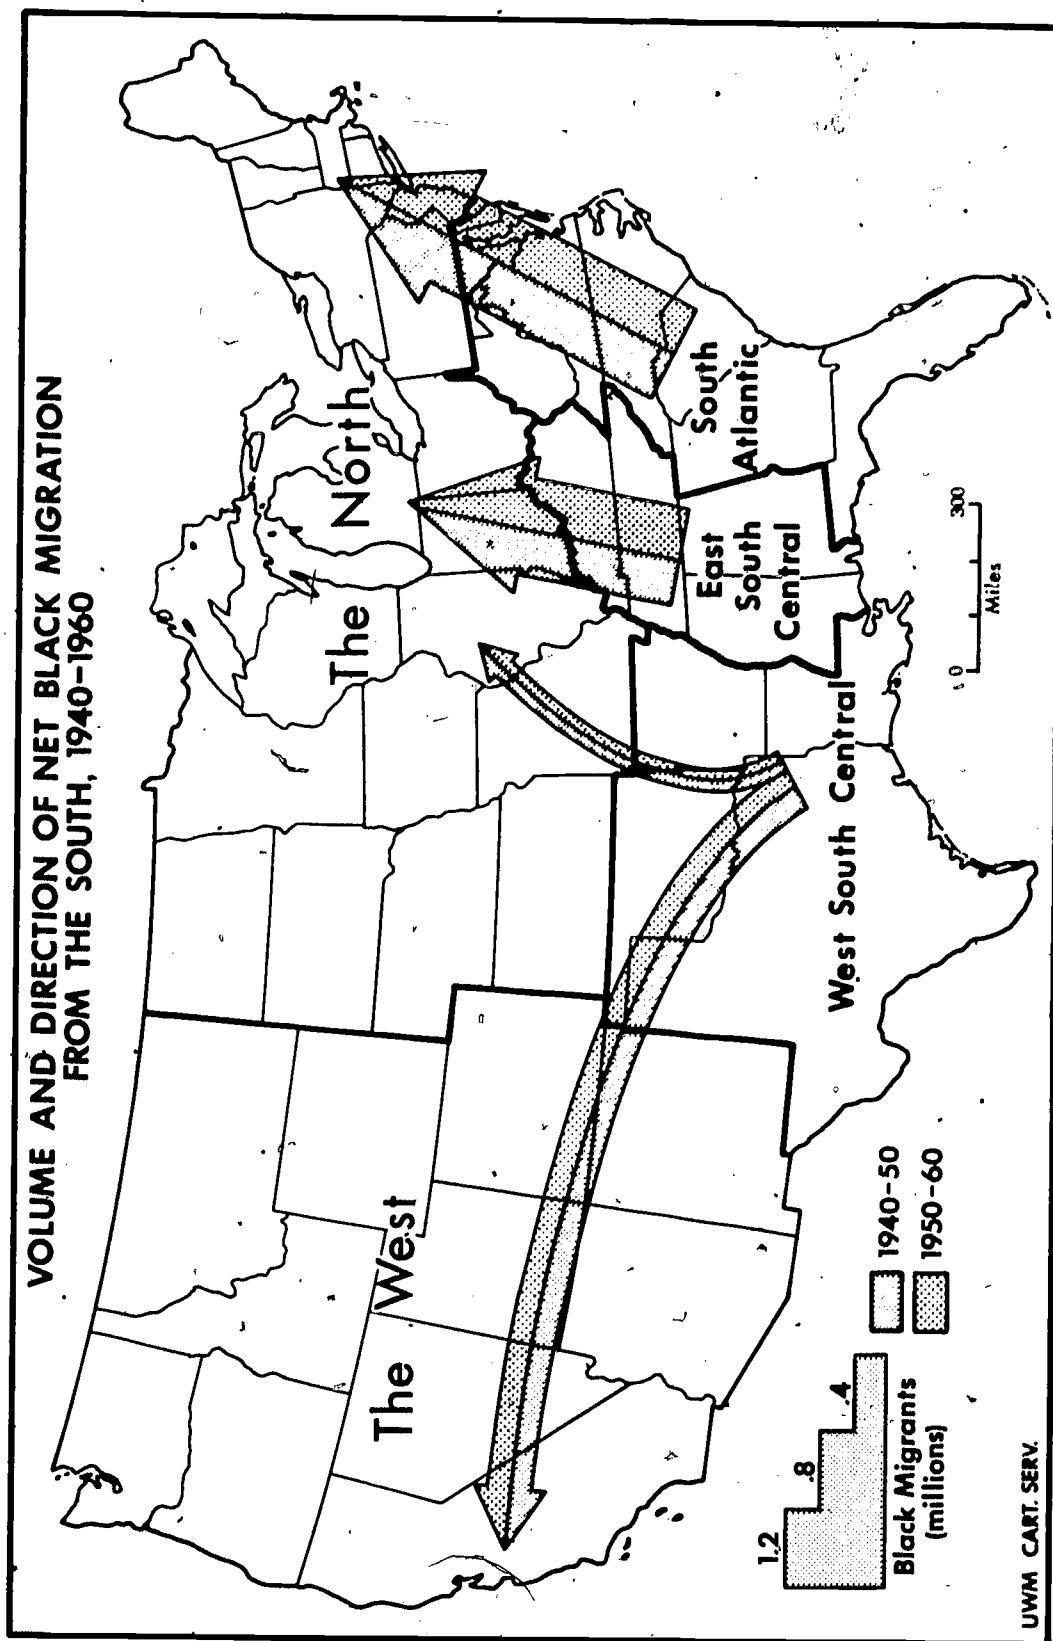 VOLUME AND DIRECTION OF NET BLACK MIGRATION
FROM THE SOUTH, 1940-1960
The North
The West
South
Atlantic
East
South
Central
West South Central
0 300
Miles
1.2 .8 .4
Black Migrants
(millions)
1940-50
1950-60
UWM CART. SERV.